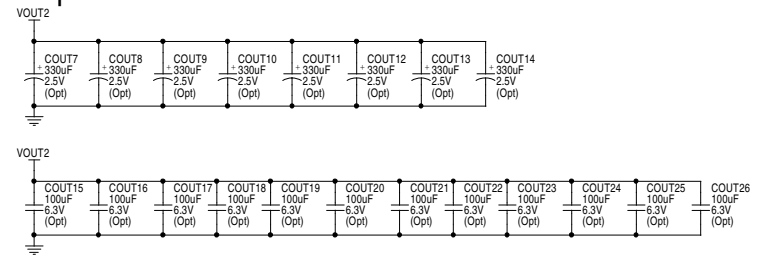 VOUT2
COUT7 COUT8 COUT9 COUT10 COUT11 COUT12 COUT13 COUT14
+ 330uF + 330uF + 330uF + 330uF + 330uF + 330uF + 330uF + 330uF
2.5V 2.5V 2.5V 2.5V 2.5V 2.5V 2.5V 2.5V
(Opt) (Opt) (Opt) (Opt) (Opt) (Opt) (Opt) (Opt)
VOUT2
COUT15 COUT16 COUT17 COUT18 COUT19 COUT20 COUT21 COUT22 COUT23 COUT24 COUT25 COUT26
100uF 100uF 100uF 100uF 100uF 100uF 100uF 100uF 100uF 100uF 100uF 100uF
6.3V 6.3V 6.3V 6.3V 6.3V 6.3V 6.3V 6.3V 6.3V 6.3V 6.3V 6.3V
(Opt) (Opt) (Opt) (Opt) (Opt) (Opt) (Opt) (Opt) (Opt) (Opt) (Opt) (Opt)